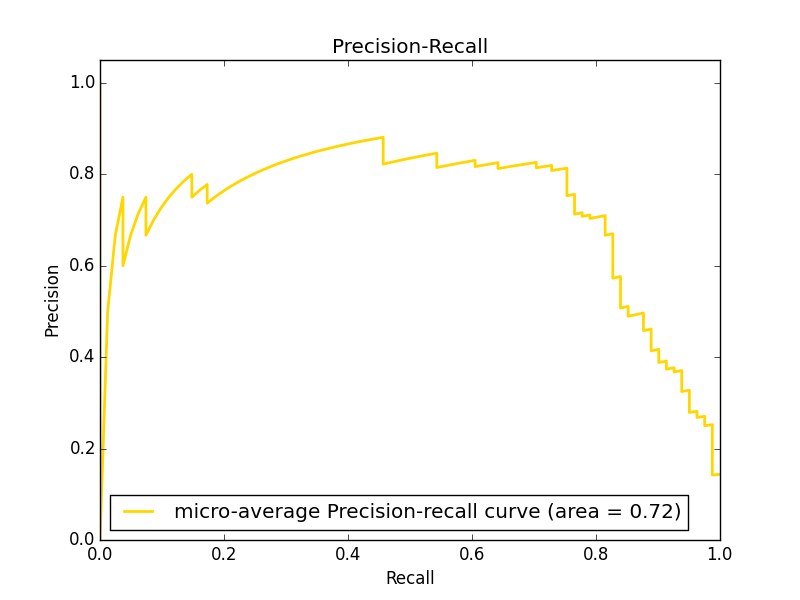 Precision-Recall
1.0
0.8
0.6
0.4
0.2
0.0
Precision
micro-average Precision-recall curve (area = 0.72)
0.0 0.2 0.4 0.6 0.8 1.0
Recall